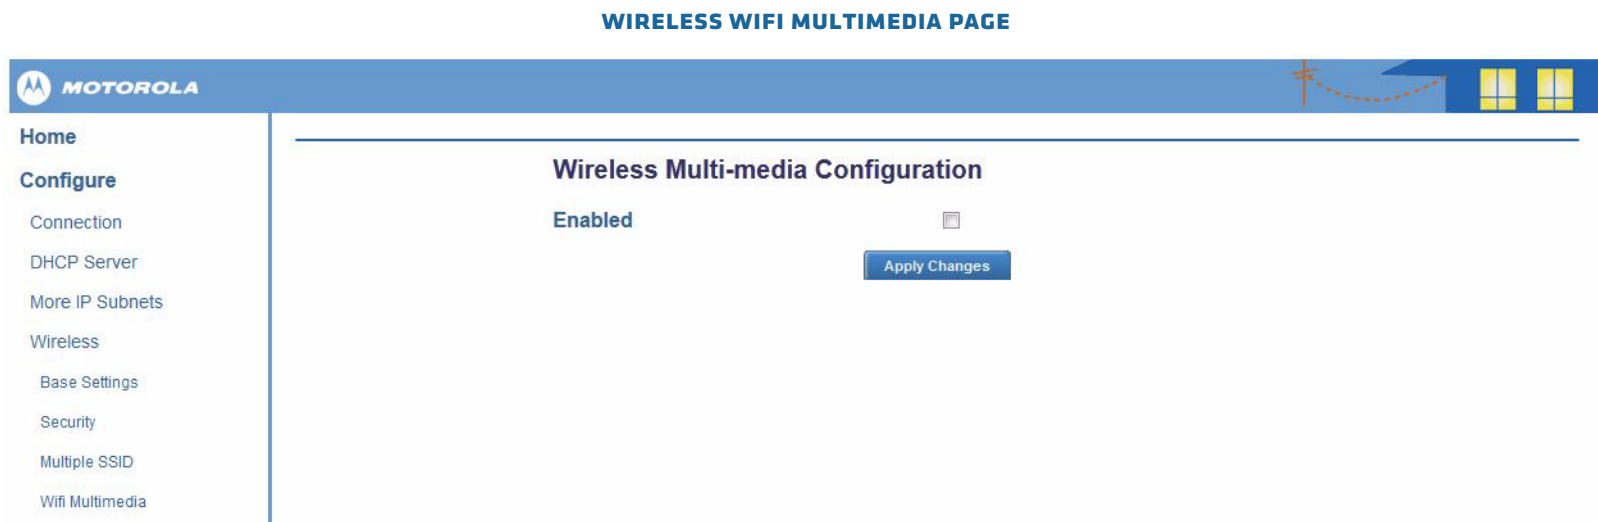 WIRELESS WIFI MULTIMEDIA PAGE
MOTOROLA
Home
Configure
Connection
DHCP Server
More IP Subnets
Wireless
Base Settings
Security
Multiple SSID
Wifi Multimedia
Wireless Multi-media Configuration
Enabled
Apply Changes